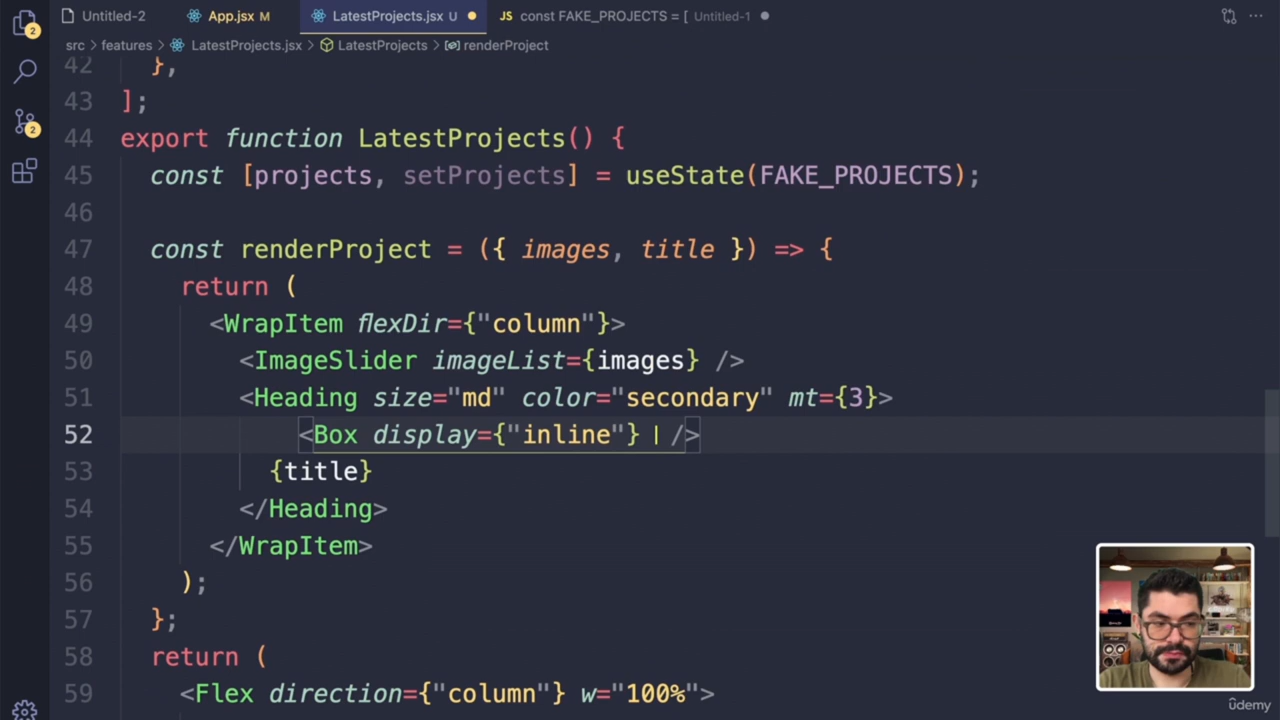 Untitled-2 App.jsx M LatestProjects.jsx U JS const FAKE_PROJECTS = [ Untitled-1
src > features > LatestProjects.jsx > LatestProjects > renderProject
42 },
43 ];
44 export function LatestProjects() {
45 const [projects, setProjects] = useState(FAKE_PROJECTS);
46
47 const renderProject = ({ images, title }) => {
48 return (
49 <WrapItem flexDir={"column"}>
50 <ImageSlider imageList={images} />
51 <Heading size="md" color="secondary" mt={3}>
52 <Box display={"inline"} />
53 {title}
54 </Heading>
55 </WrapItem>
56 );
57 };
58 return (
59 <Flex direction={"column"} w="100%">
2
2
ûdemy